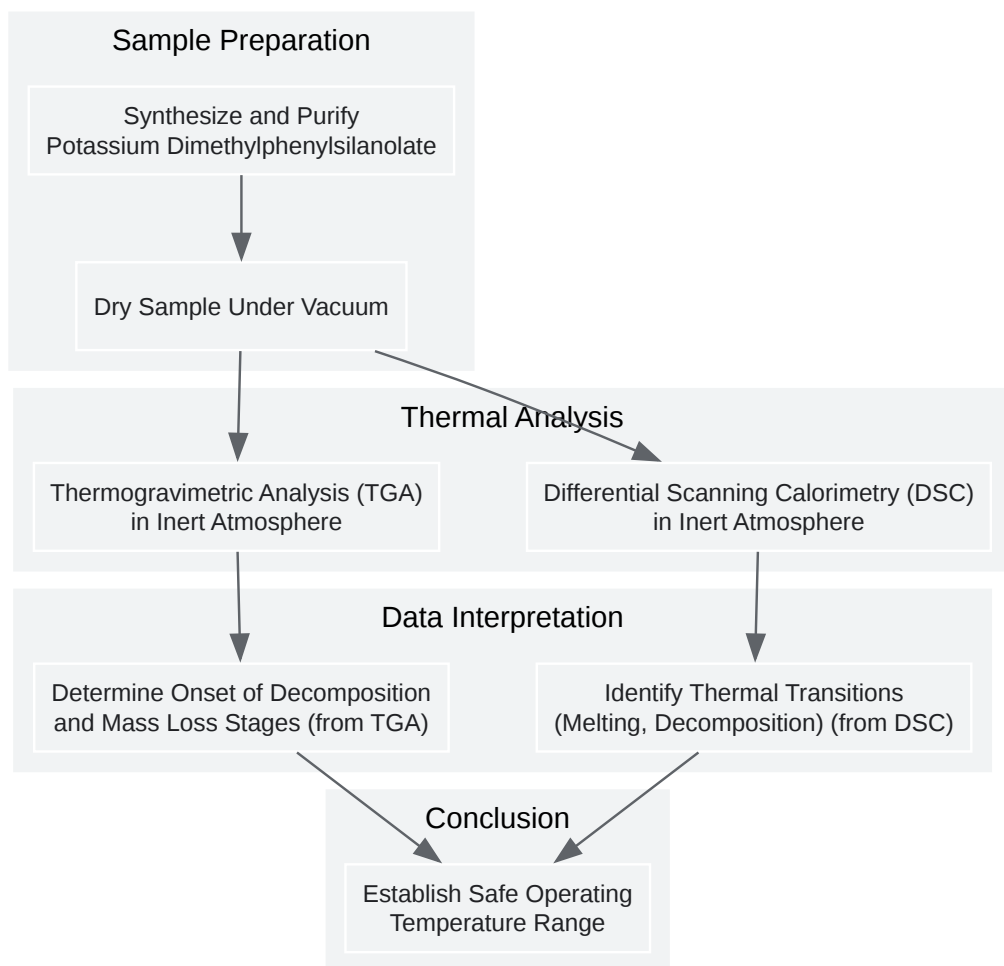 Sample Preparation
Synthesize and Purify
Potassium Dimethylphenylsilanolate
Dry Sample Under Vacuum
Thermal Analysis
Thermogravimetric Analysis (TGA)
in Inert Atmosphere
Differential Scanning Calorimetry (DSC)
in Inert Atmosphere
Data Interpretation
Determine Onset of Decomposition
and Mass Loss Stages (from TGA)
Identify Thermal Transitions
(Melting, Decomposition) (from DSC)
Conclusion
Establish Safe Operating
Temperature Range